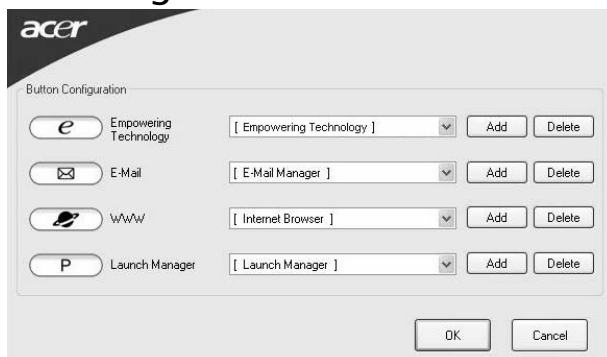 acer
Button Configuration
e Empowering Technology [ Empowering Technology ] Add Delete
E-Mail [ E-Mail Manager ] Add Delete
WWW [ Internet Browser ] Add Delete
P Launch Manager [ Launch Manager ] Add Delete
OK Cancel